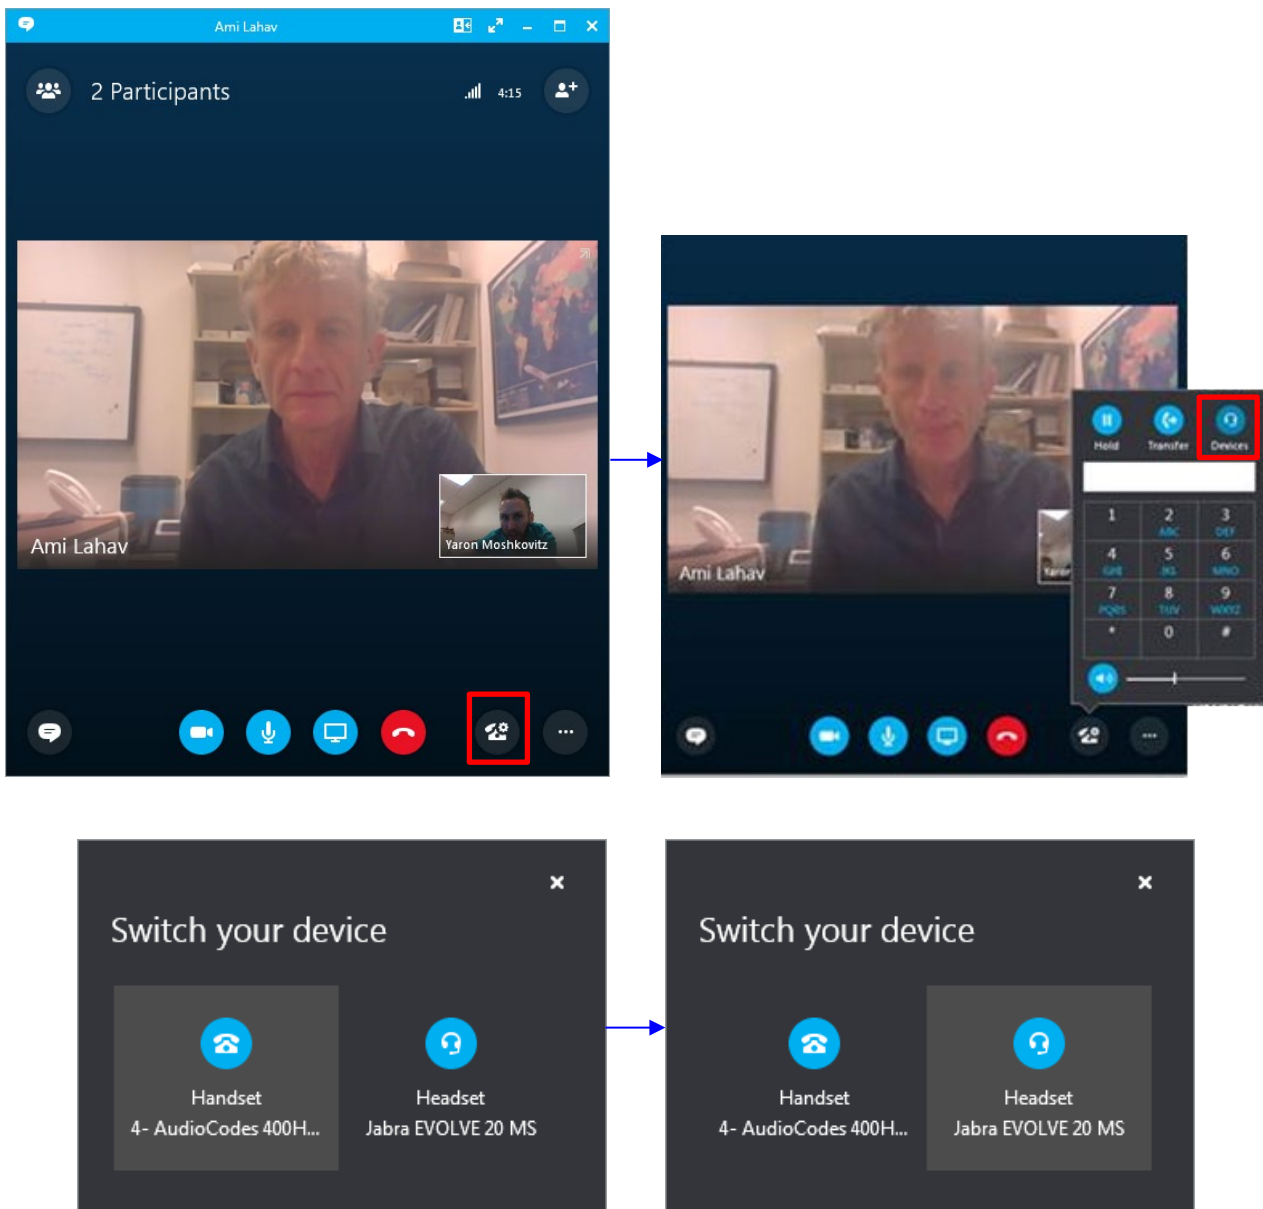 Ami Lahav
2 Participants
4:15
Ami Lahav
Yaron Moshkovitz
Hold Transfer Devices
1 2 3
ABC DEF
4 5 6
GHI JKL MNO
7 8 9
PQRS TUV WXYZ
* 0 #
Ami Lahav
Yaron
Switch your device
Handset
4- AudioCodes 400H...
Headset
Jabra EVOLVE 20 MS
Switch your device
Handset
4- AudioCodes 400H...
Headset
Jabra EVOLVE 20 MS